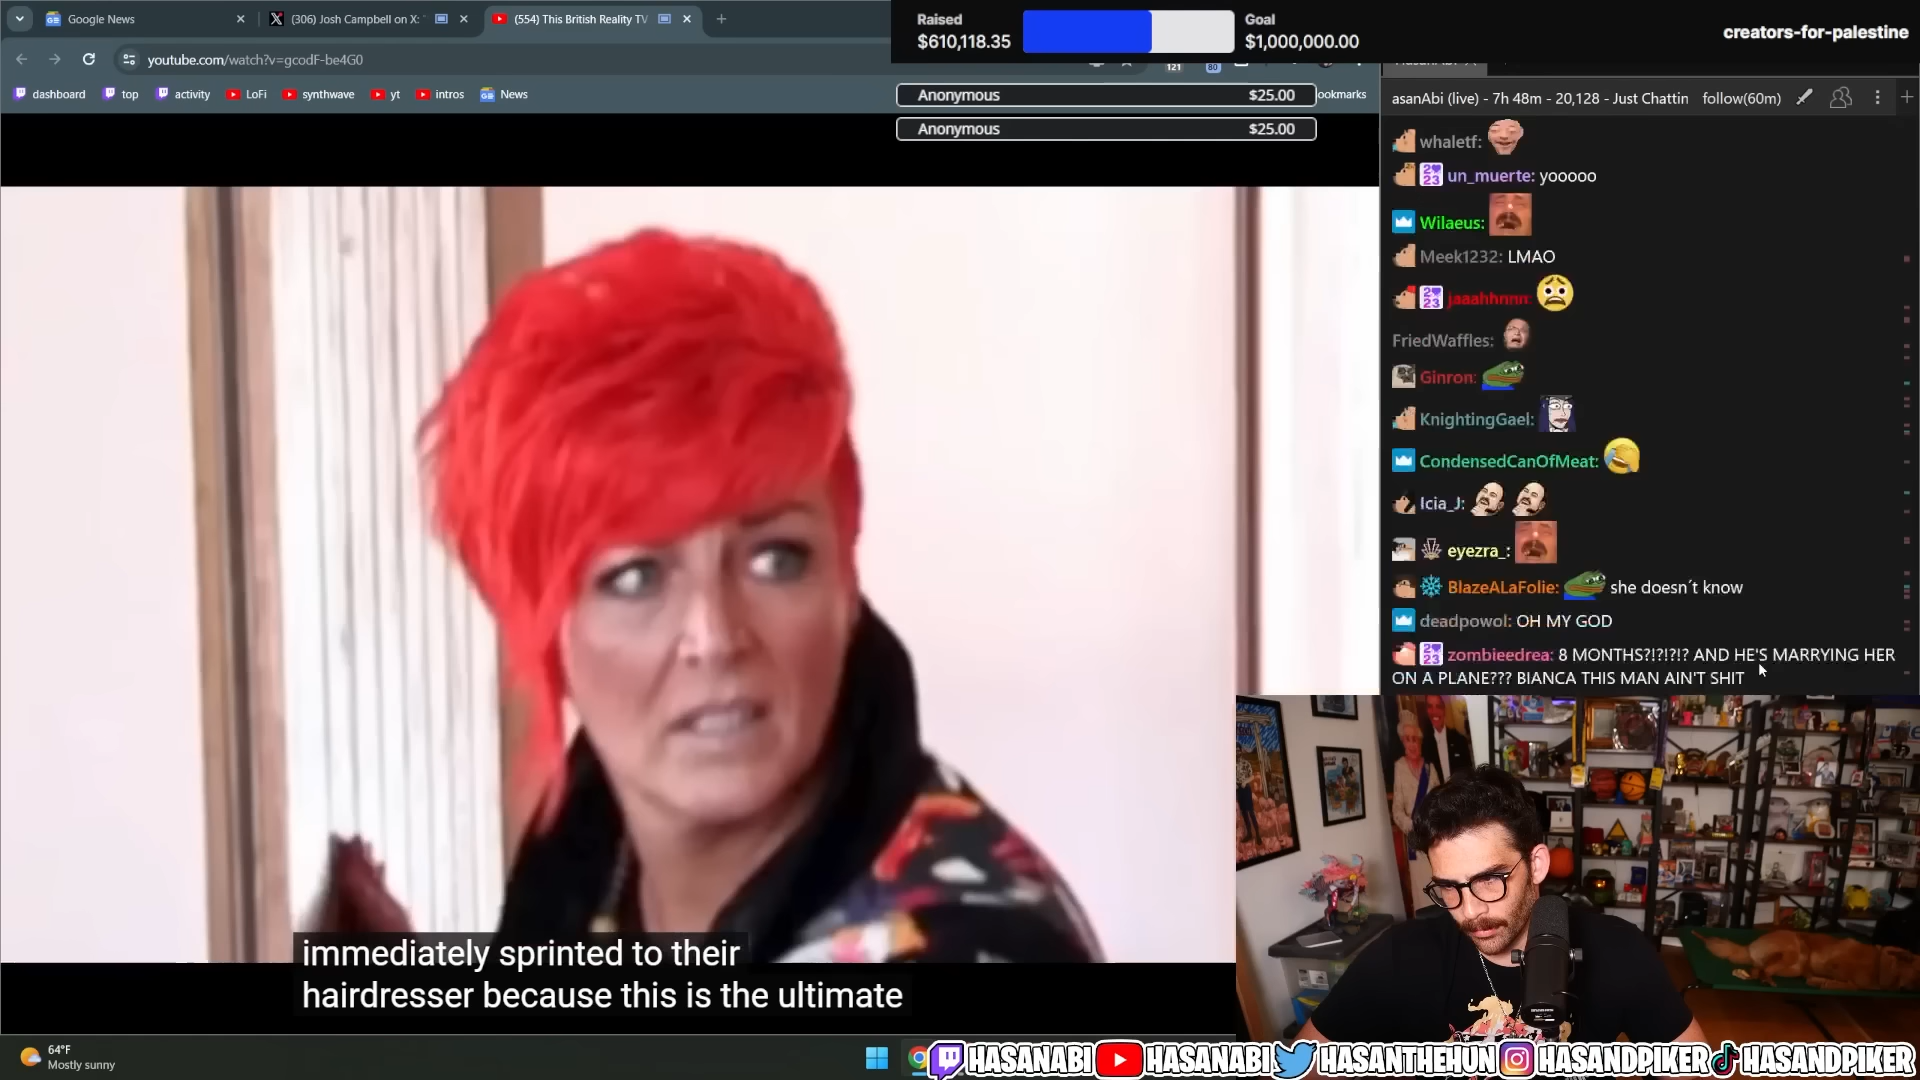 Google News
(306) Josh Campbell on X:
(554) This British Reality TV
youtube.com/watch?v=gcodF-be4G0
121
80
dashboard
top
activity
LoFi
synthwave
yt
intros
News
ookmarks
Raised
$610,118.35
Goal
$1,000,000.00
creators-for-palestine
Anonymous $25.00
Anonymous $25.00
asanAbi (live) - 7h 48m - 20,128 - Just Chattin
follow(60m)
whaletf:
un_muerte: yooooo
Wilaeus:
Meek1232: LMAO
jaaahhnnn:
FriedWaffles:
Ginron:
KnightingGael:
CondensedCanOfMeat:
Icia_J:
eyezra_:
BlazeALaFolie: she doesn´t know
deadpowol: OH MY GOD
zombieedrea: 8 MONTHS?!?!?!? AND HE'S MARRYING HER
ON A PLANE??? BIANCA THIS MAN AIN'T SHIT
immediately sprinted to their
hairdresser because this is the ultimate
64°F
Mostly sunny
HASANABI
HASANABI
HASANTHEHUN
HASANDPIKER
HASANDPIKER